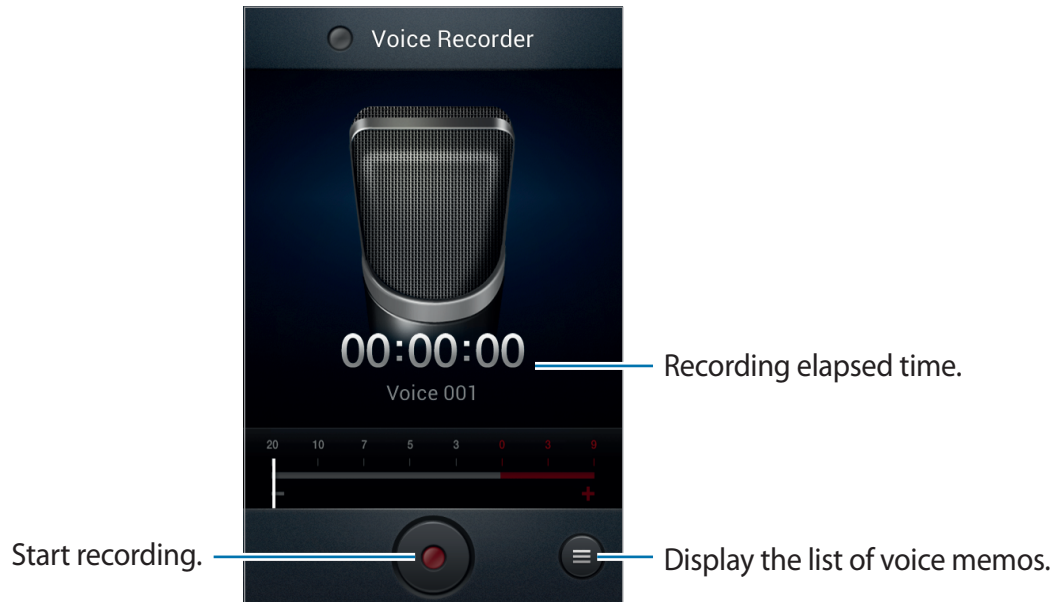 Voice Recorder
00:00:00
Recording elapsed time.
Voice 001
20 10 7 5 3 0 3 9
- +
Start recording.
Display the list of voice memos.